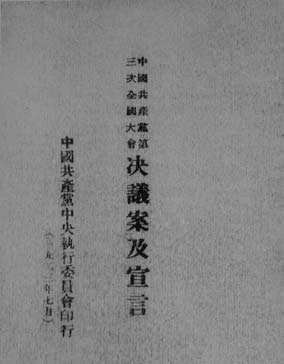 中國共產黨第
三次全國大會
决議案及宣言
中國共產黨中央執行委員會印行
(一九二三年七月)